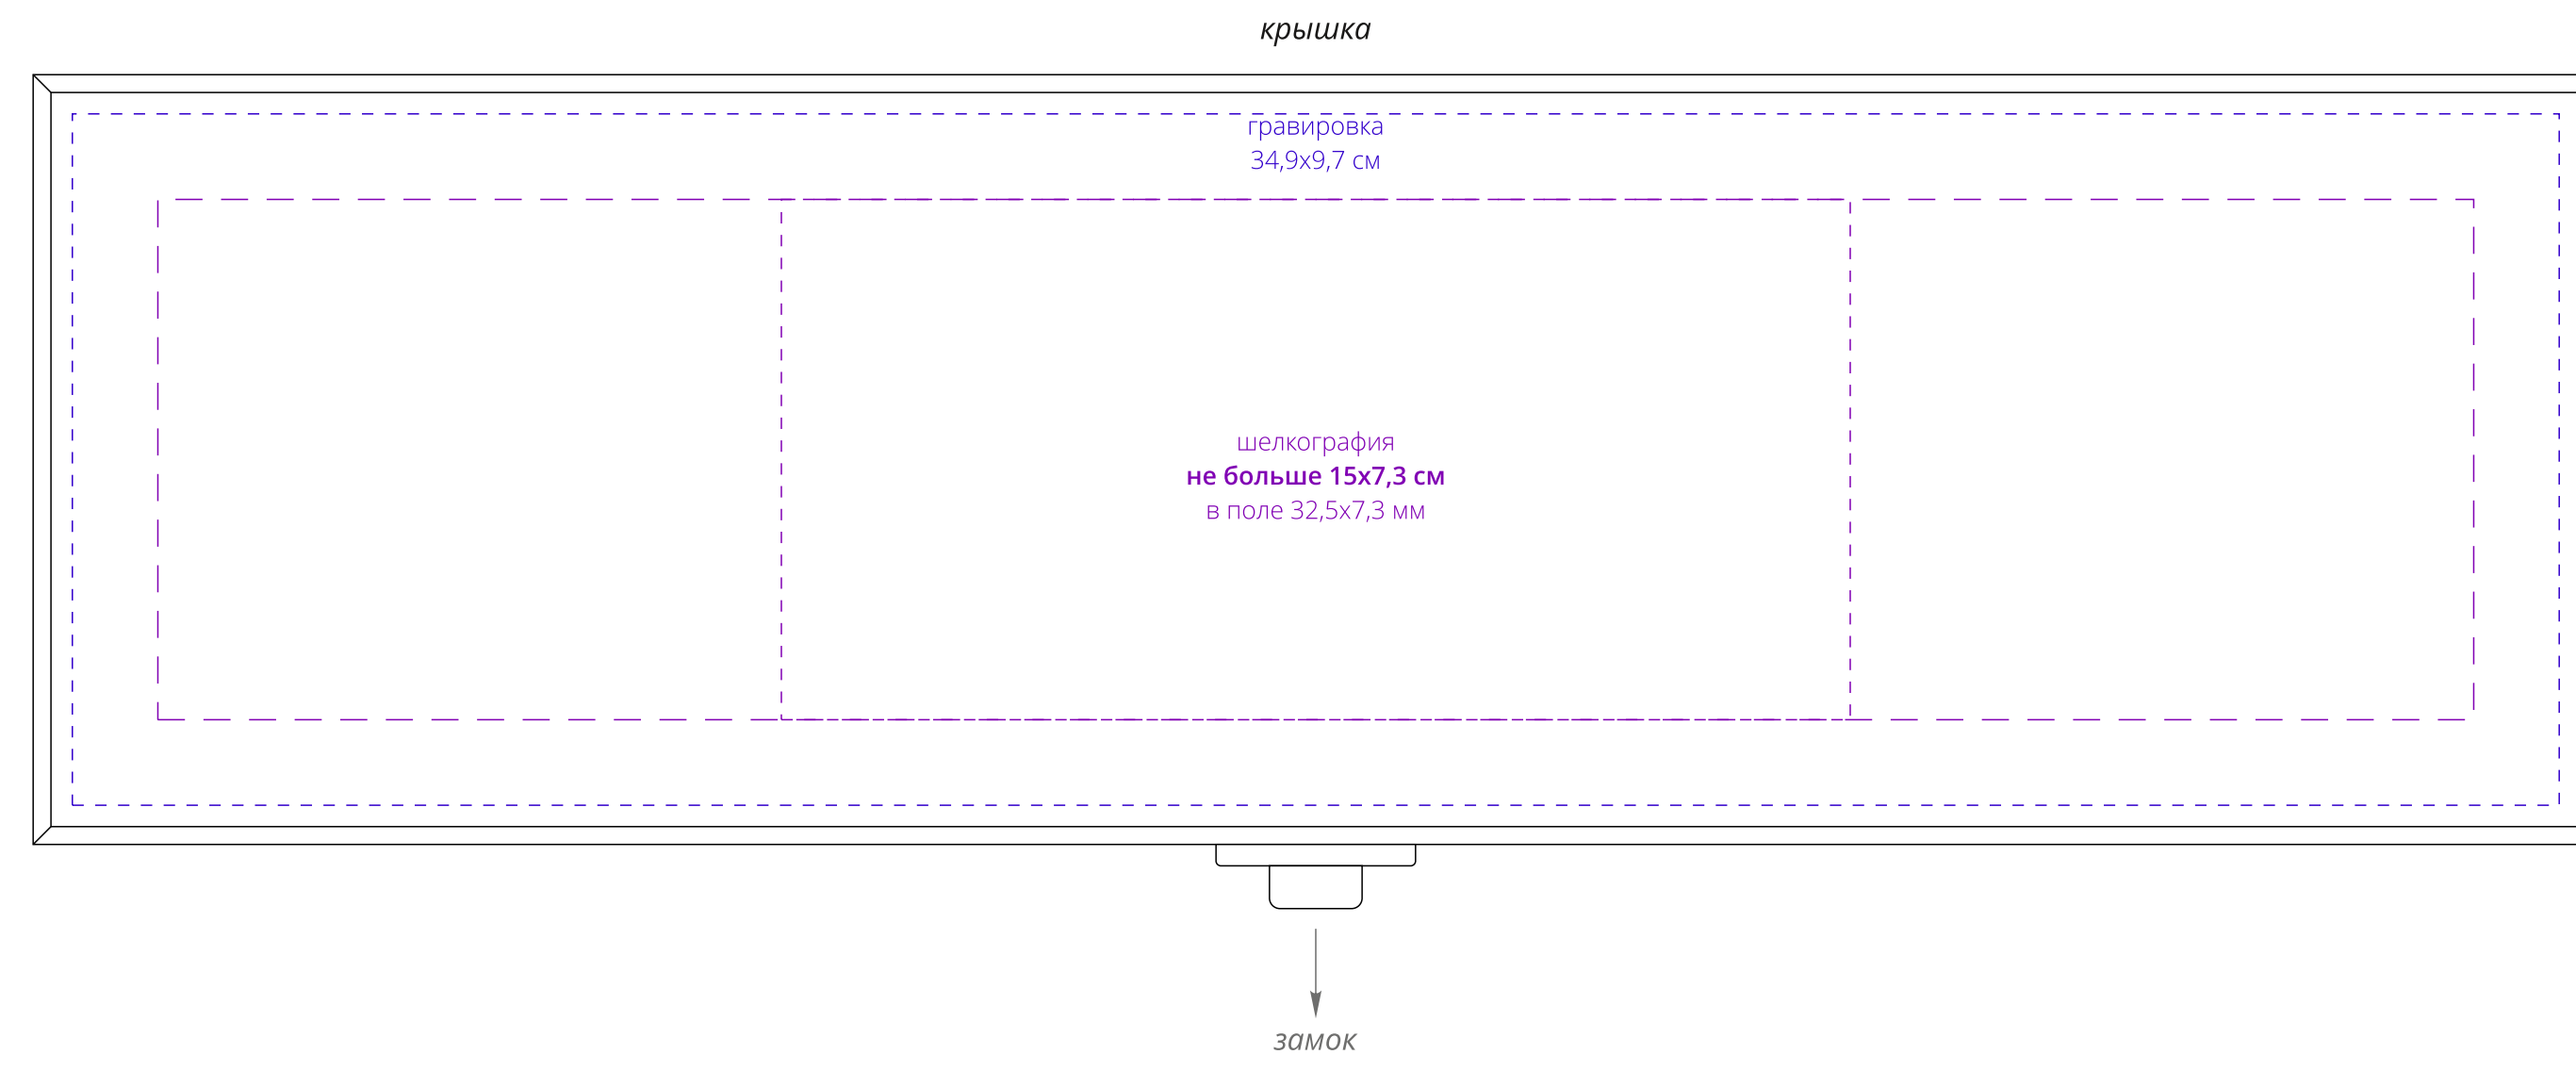 крышка
гравировка
34,9х9,7 см
шелкография
не больше 15х7,3 см
в поле 32,5х7,3 мм
замок